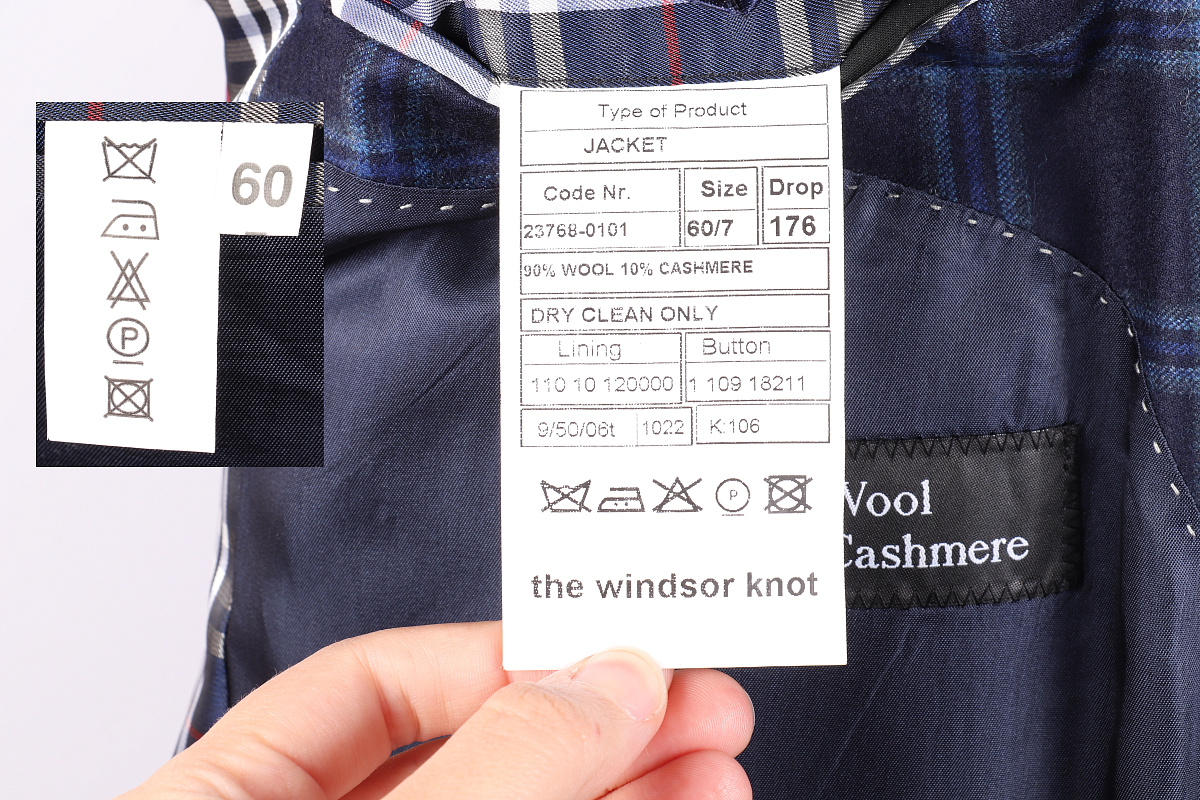 Type of Product
JACKET
Code Nr. Size Drop
23768-0101 60/7 176
90% WOOL 10% CASHMERE
DRY CLEAN ONLY
Lining Button
110 10 120000 1 109 18211
9/50/06t 1022 K:106
P
the windsor knot
60
P
Wool
Cashmere